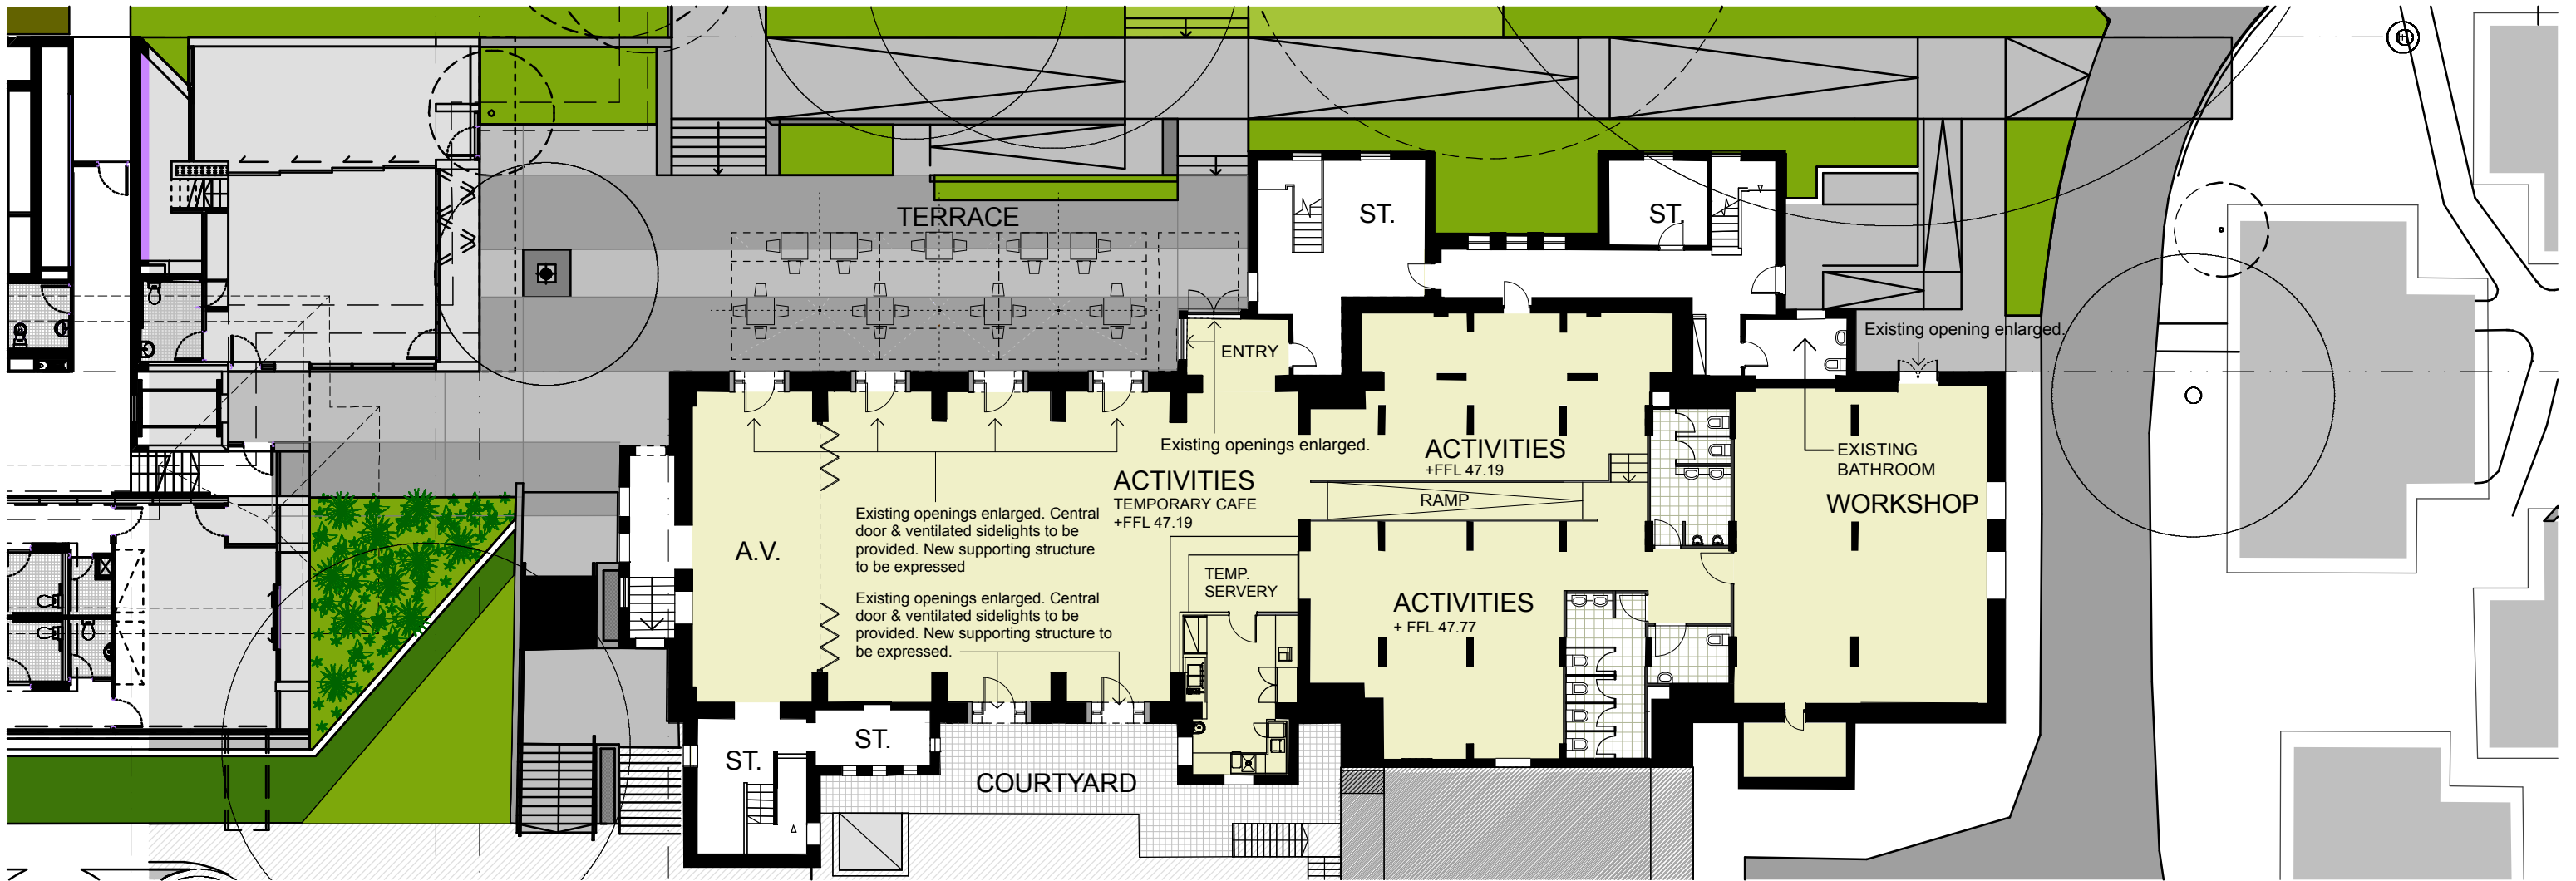 TERRACE
ST.
ST.
ENTRY
Existing opening enlarged.
Existing openings enlarged.
ACTIVITIES
+FFL 47.19
EXISTING
BATHROOM
WORKSHOP
ACTIVITIES
TEMPORARY CAFE
+FFL 47.19
RAMP
A.V.
Existing openings enlarged. Central
door & ventilated sidelights to be
provided. New supporting structure
to be expressed
TEMP.
SERVERY
Existing openings enlarged. Central
door & ventilated sidelights to be
provided. New supporting structure to
be expressed.
ACTIVITIES
+ FFL 47.77
ST.
ST.
COURTYARD